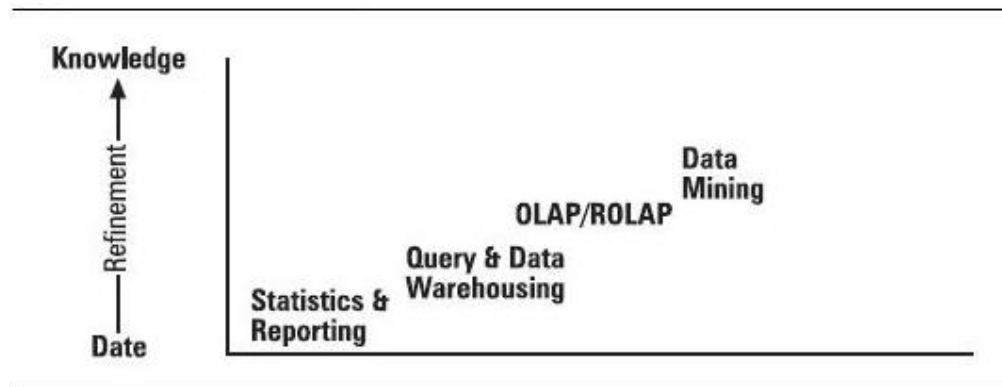 Knowledge
Refinement
Date
Data
Mining
OLAP/ROLAP
Query & Data
Warehousing
Statistics &
Reporting